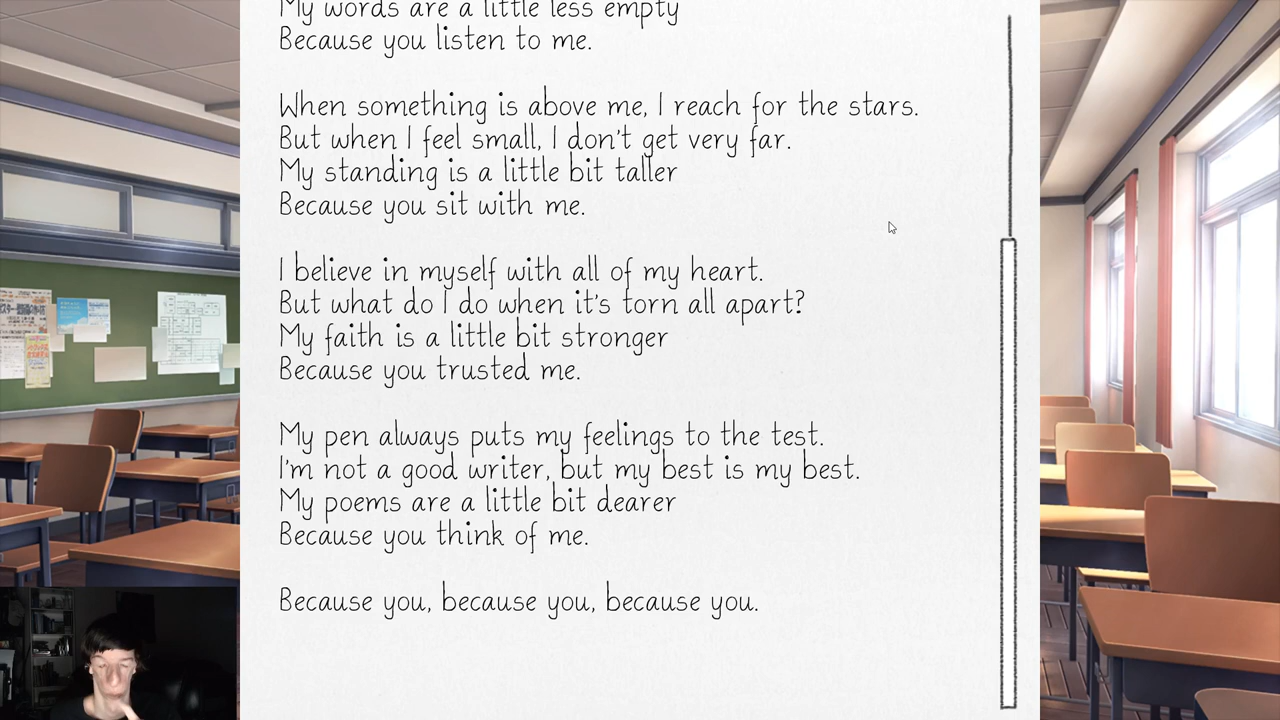 My words are a little less empty
Because you listen to me.
When something is above me, I reach for the stars.
But when I feel small, I don't get very far.
My standing is a little bit taller
Because you sit with me.
I believe in myself with all of my heart.
But what do I do when it's torn all apart?
My faith is a little bit stronger
Because you trusted me.
My pen always puts my feelings to the test.
I'm not a good writer, but my best is my best.
My poems are a little bit dearer
Because you think of me.
Because you, because you, because you.